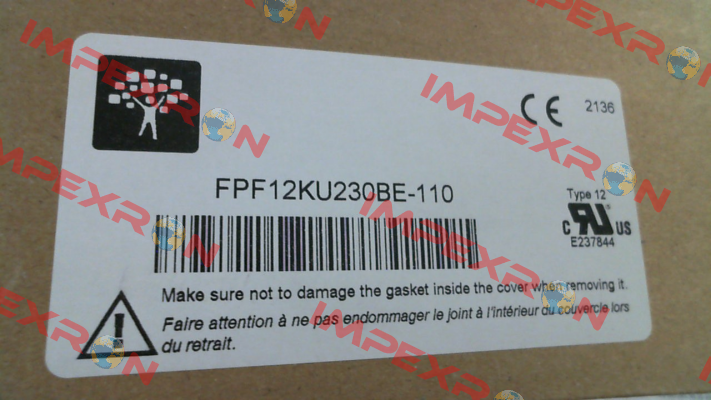 IMPEXRON
CE 2136
FPF12KU230BE-110
Type 12
C RU US
E237844
Make sure not to damage the gasket inside the cover when removing it.
Faire attention à ne pas endommager le joint à l'intérieur du couvercle lors
du retrait.